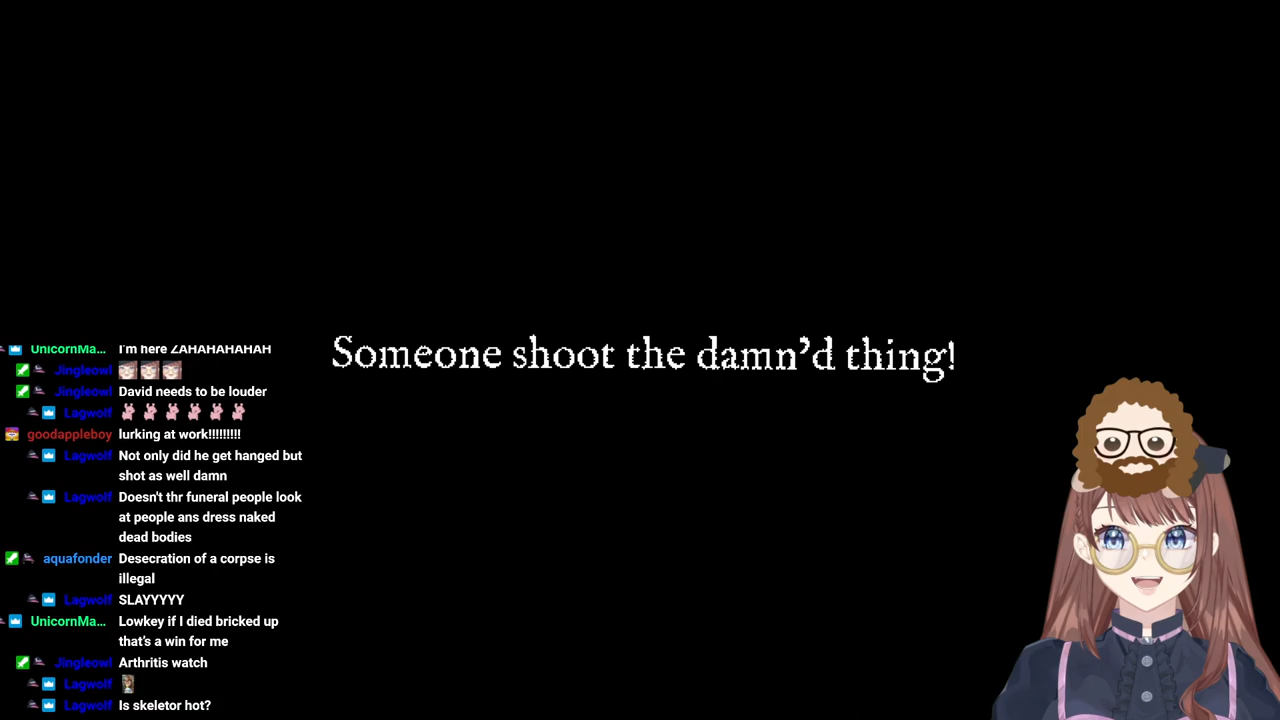 UnicornMa... I'm here ZAHAHAHAHAH
Jingleowl
Jingleowl David needs to be louder
Lagwolf
goodappleboy lurking at work!!!!!!!!!
Lagwolf Not only did he get hanged but
shot as well damn
Lagwolf Doesn't thr funeral people look
at people ans dress naked
dead bodies
aquafonder Desecration of a corpse is
illegal
Lagwolf SLAYYYYY
UnicornMa... Lowkey if I died bricked up
that's a win for me
Jingleowl Arthritis watch
Lagwolf
Lagwolf Is skeletor hot?
Someone shoot the damn'd thing!